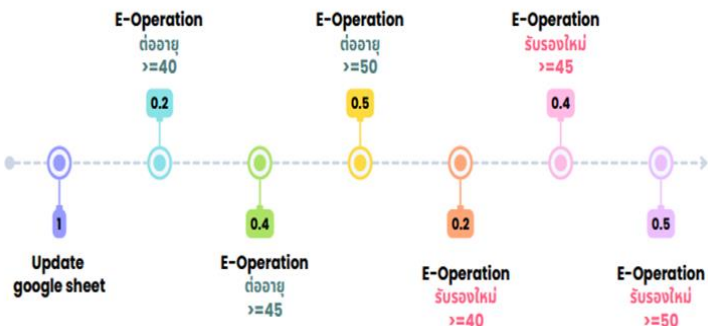 E-Operation
ต่ออายุ
>=40
0.2
E-Operation
ต่ออายุ
>=50
0.5
E-Operation
รับรองใหม่
>=45
0.4
1
Update
google sheet
0.4
E-Operation
ต่ออายุ
>=45
0.2
E-Operation
รับรองใหม่
>=40
0.5
E-Operation
รับรองใหม่
>=50